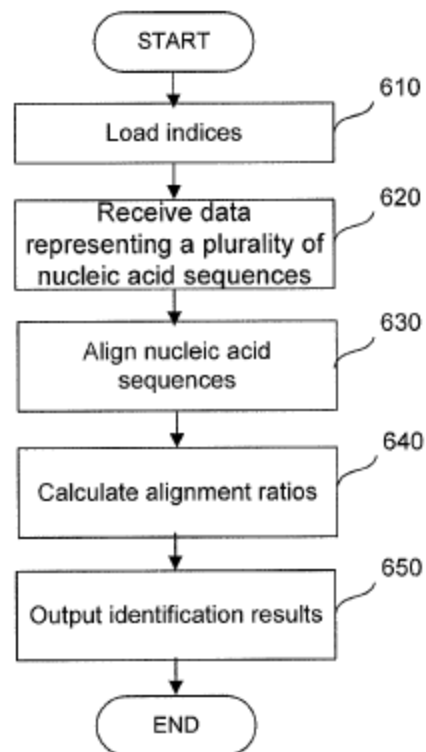 START
610
Load indices
620
Receive data
representing a plurality of
nucleic acid sequences
630
Align nucleic acid
sequences
640
Calculate alignment ratios
650
Output identification results
END